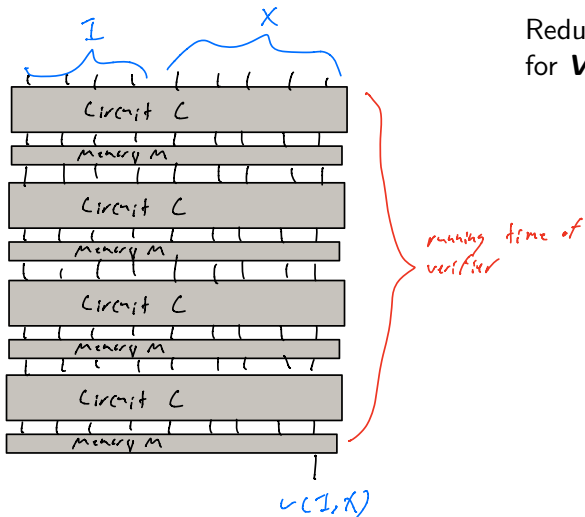 I
X
Redu
for V
Circuit C
Memory M
Circuit C
Memory M
Circuit C
Memory M
Circuit C
Memory M
running time of
verifier
v(I,X)